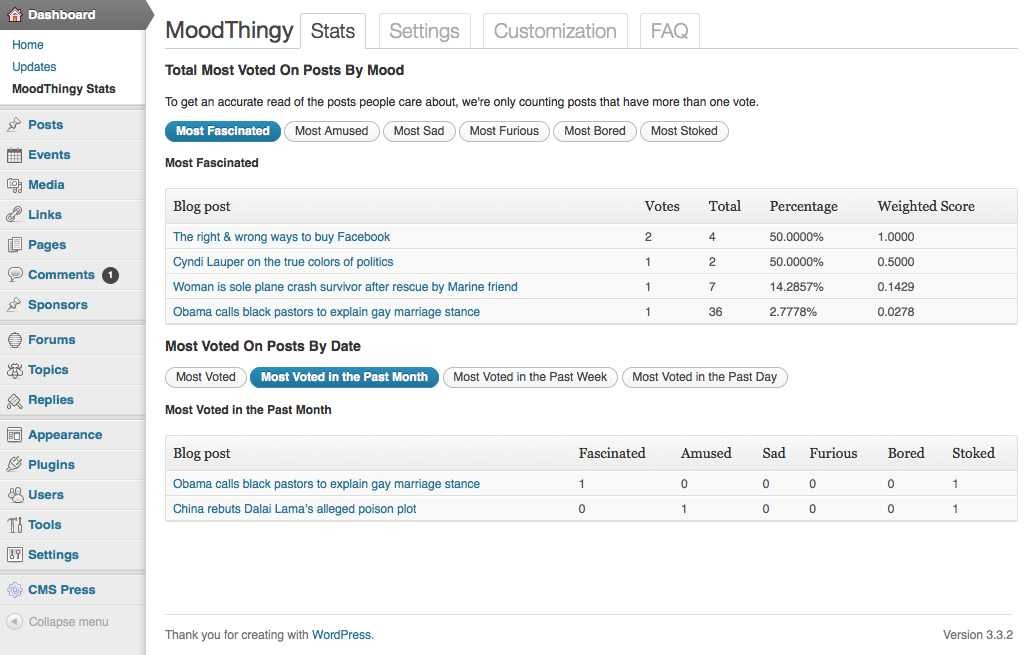 Dashboard
Home
Updates
MoodThingy Stats
Posts
Events
Media
Links
Pages
Comments 1
Sponsors
Forums
Topics
Replies
Appearance
Plugins
Users
Tools
Settings
CMS Press
Collapse menu
MoodThingy Stats Settings Customization FAQ
Total Most Voted On Posts By Mood
To get an accurate read of the posts people care about, we're only counting posts that have more than one vote.
Most Fascinated Most Amused Most Sad Most Furious Most Bored Most Stoked
Most Fascinated
Blog post Votes Total Percentage Weighted Score
The right & wrong ways to buy Facebook 2 4 50.0000% 1.0000
Cyndi Lauper on the true colors of politics 1 2 50.0000% 0.5000
Woman is sole plane crash survivor after rescue by Marine friend 1 7 14.2857% 0.1429
Obama calls black pastors to explain gay marriage stance 1 36 2.7778% 0.0278
Most Voted On Posts By Date
Most Voted Most Voted in the Past Month Most Voted in the Past Week Most Voted in the Past Day
Most Voted in the Past Month
Blog post Fascinated Amused Sad Furious Bored Stoked
Obama calls black pastors to explain gay marriage stance 1 0 0 0 0 1
China rebuts Dalai Lama's alleged poison plot 0 1 0 0 0 1
Thank you for creating with WordPress. Version 3.3.2